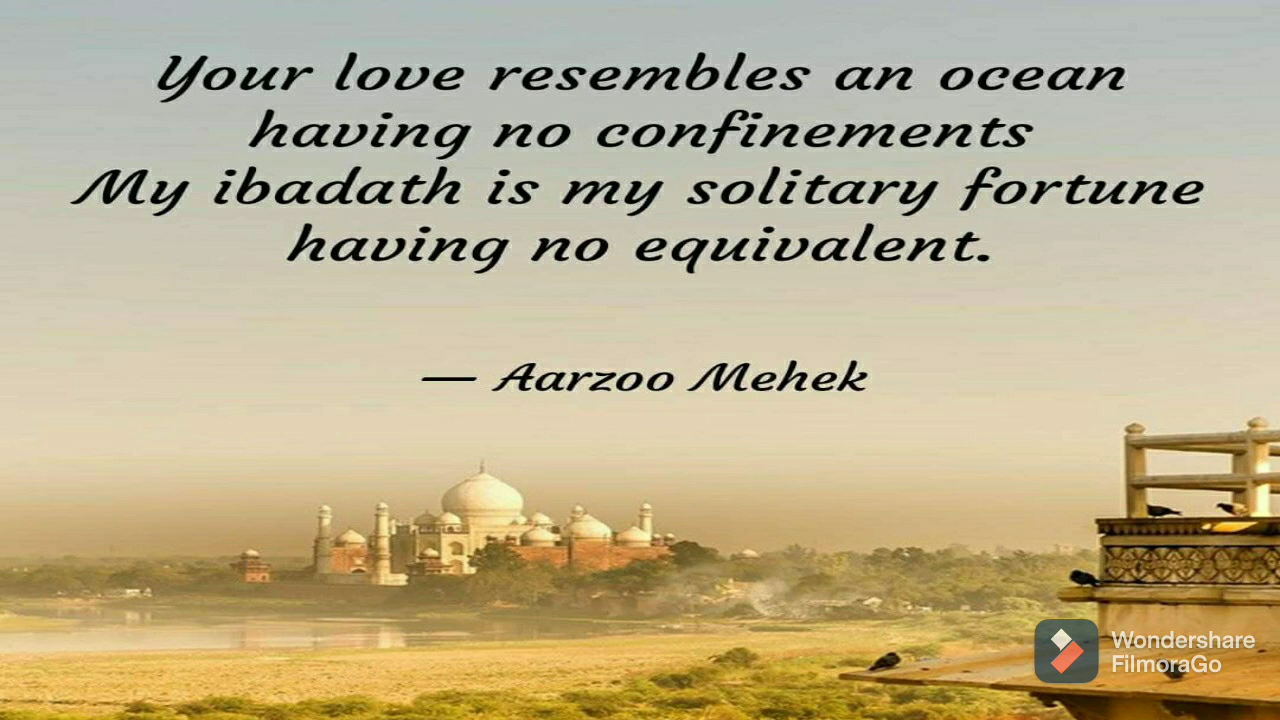 Your love resembles an ocean
having no confinements
My ibadath is my solitary fortune
having no equivalent.
— Aarzoo Mehek
Wondershare
FilmoraGo